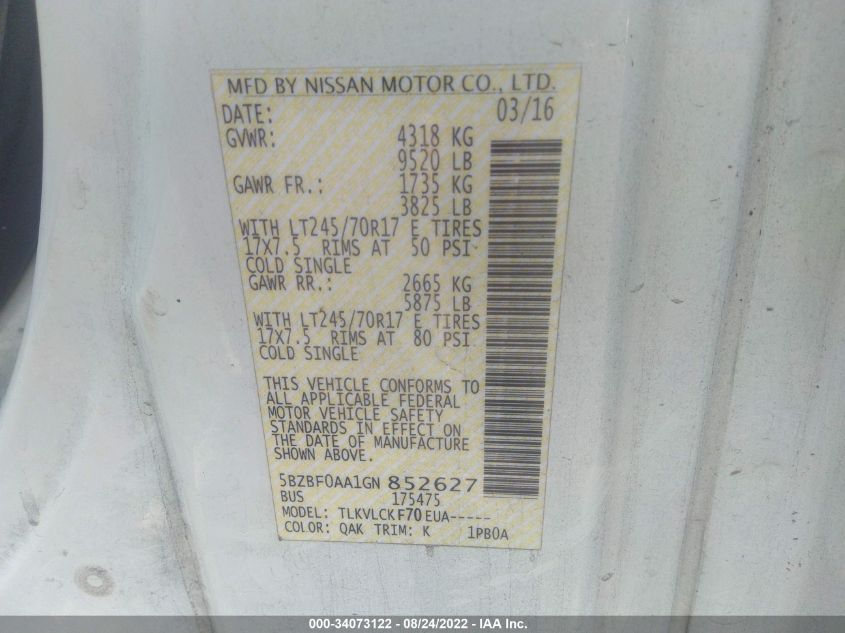 MFD BY NISSAN MOTOR CO., LTD.
DATE: 03/16
GVWR: 4318 KG
9520 LB
GAWR FR.: 1735 KG
3825 LB
WITH LT245/70R17 E TIRES
17X7.5 RIMS AT 50 PSI
COLD SINGLE
GAWR RR.: 2665 KG
5875 LB
WITH LT245/70R17 E TIRES
17X7.5 RIMS AT 80 PSI
COLD SINGLE
THIS VEHICLE CONFORMS TO
ALL APPLICABLE FEDERAL
MOTOR VEHICLE SAFETY
STANDARDS IN EFFECT ON
THE DATE OF MANUFACTURE
SHOWN ABOVE.
5BZBF0AA1GN 852627
BUS 175475
MODEL: TLKVLCKF70EUA-----
COLOR: QAK TRIM: K 1PB0A
000-34073122 - 08/24/2022 - IAA Inc.